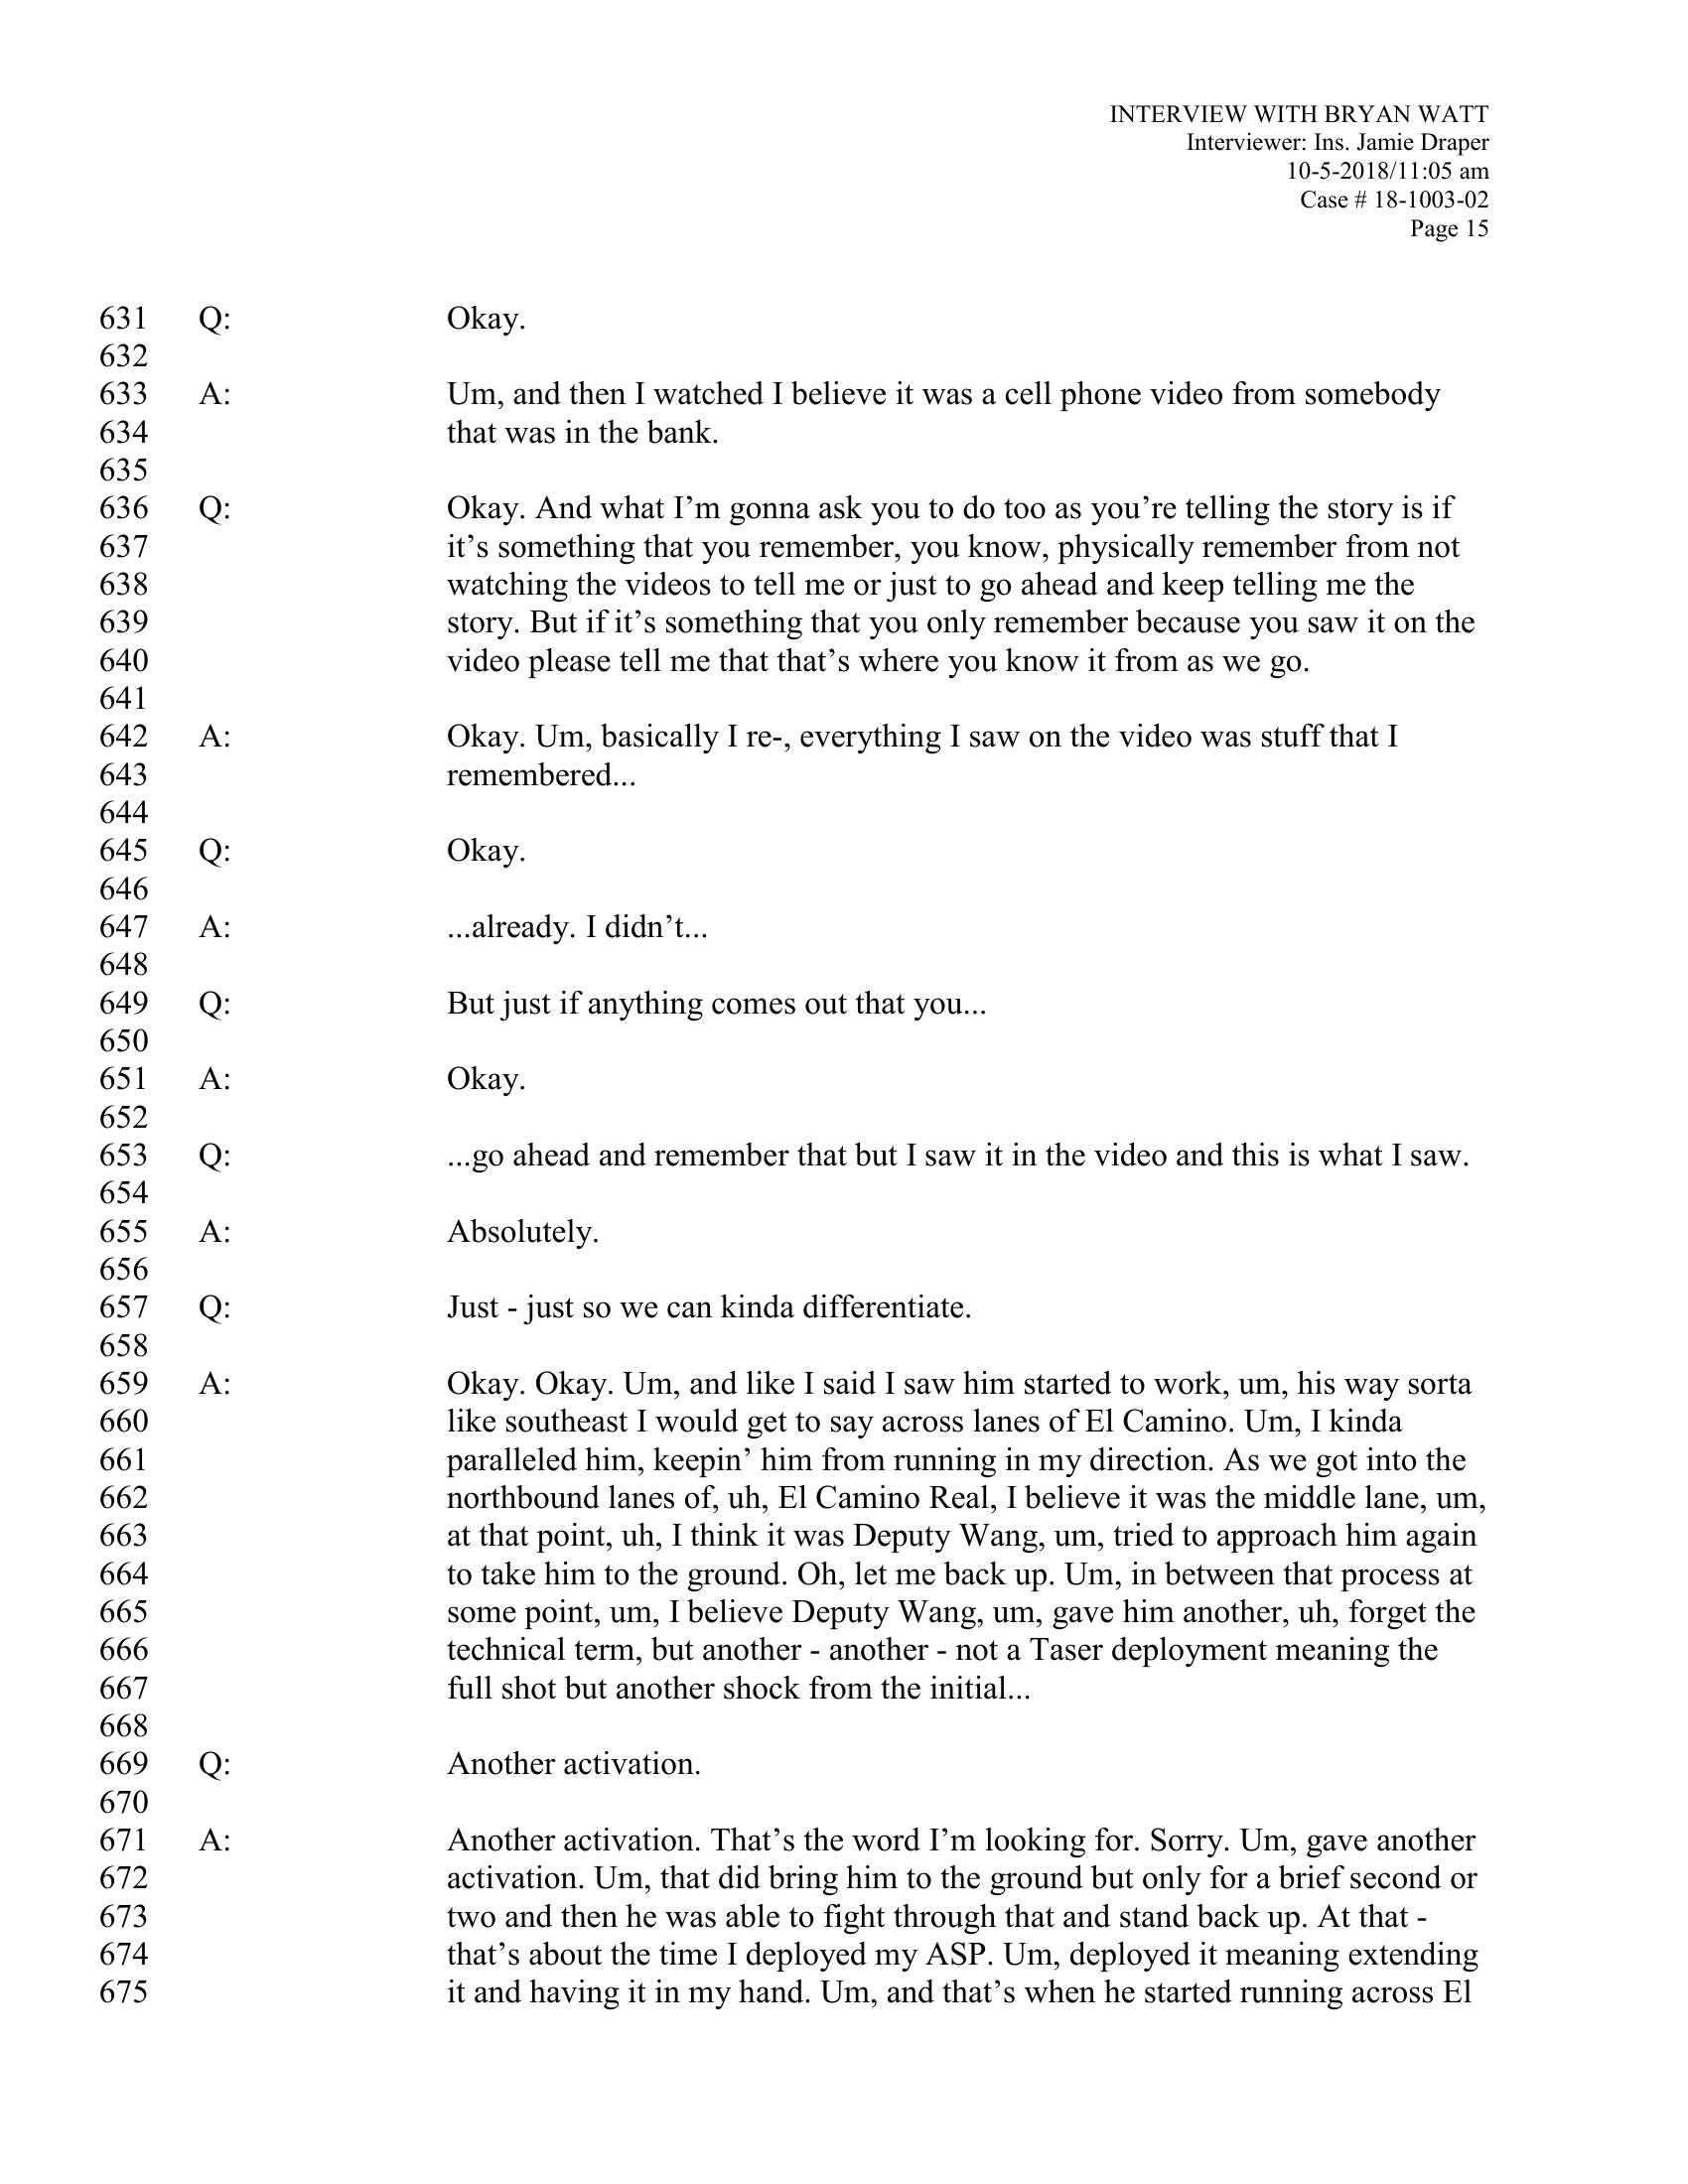 INTERVIEW WITH BRYAN WATT
Interviewer: Ins. Jamie Draper
10-5-2018/11:05 am
Case # 18-1003-02
Page 15
631 Q: Okay.
632
633 A: Um, and then I watched I believe it was a cell phone video from somebody
634 that was in the bank.
635
636 Q: Okay. And what I’m gonna ask you to do too as you’re telling the story is if
637 it’s something that you remember, you know, physically remember from not
638 watching the videos to tell me or just to go ahead and keep telling me the
639 story. But if it’s something that you only remember because you saw it on the
640 video please tell me that that’s where you know it from as we go.
641
642 A: Okay. Um, basically I re-, everything I saw on the video was stuff that I
643 remembered...
644
645 Q: Okay.
646
647 A: ...already. I didn’t...
648
649 Q: But just if anything comes out that you...
650
651 A: Okay.
652
653 Q: ...go ahead and remember that but I saw it in the video and this is what I saw.
654
655 A: Absolutely.
656
657 Q: Just - just so we can kinda differentiate.
658
659 A: Okay. Okay. Um, and like I said I saw him started to work, um, his way sorta
660 like southeast I would get to say across lanes of El Camino. Um, I kinda
661 paralleled him, keepin’ him from running in my direction. As we got into the
662 northbound lanes of, uh, El Camino Real, I believe it was the middle lane, um,
663 at that point, uh, I think it was Deputy Wang, um, tried to approach him again
664 to take him to the ground. Oh, let me back up. Um, in between that process at
665 some point, um, I believe Deputy Wang, um, gave him another, uh, forget the
666 technical term, but another - another - not a Taser deployment meaning the
667 full shot but another shock from the initial...
668
669 Q: Another activation.
670
671 A: Another activation. That’s the word I’m looking for. Sorry. Um, gave another
672 activation. Um, that did bring him to the ground but only for a brief second or
673 two and then he was able to fight through that and stand back up. At that -
674 that’s about the time I deployed my ASP. Um, deployed it meaning extending
675 it and having it in my hand. Um, and that’s when he started running across El